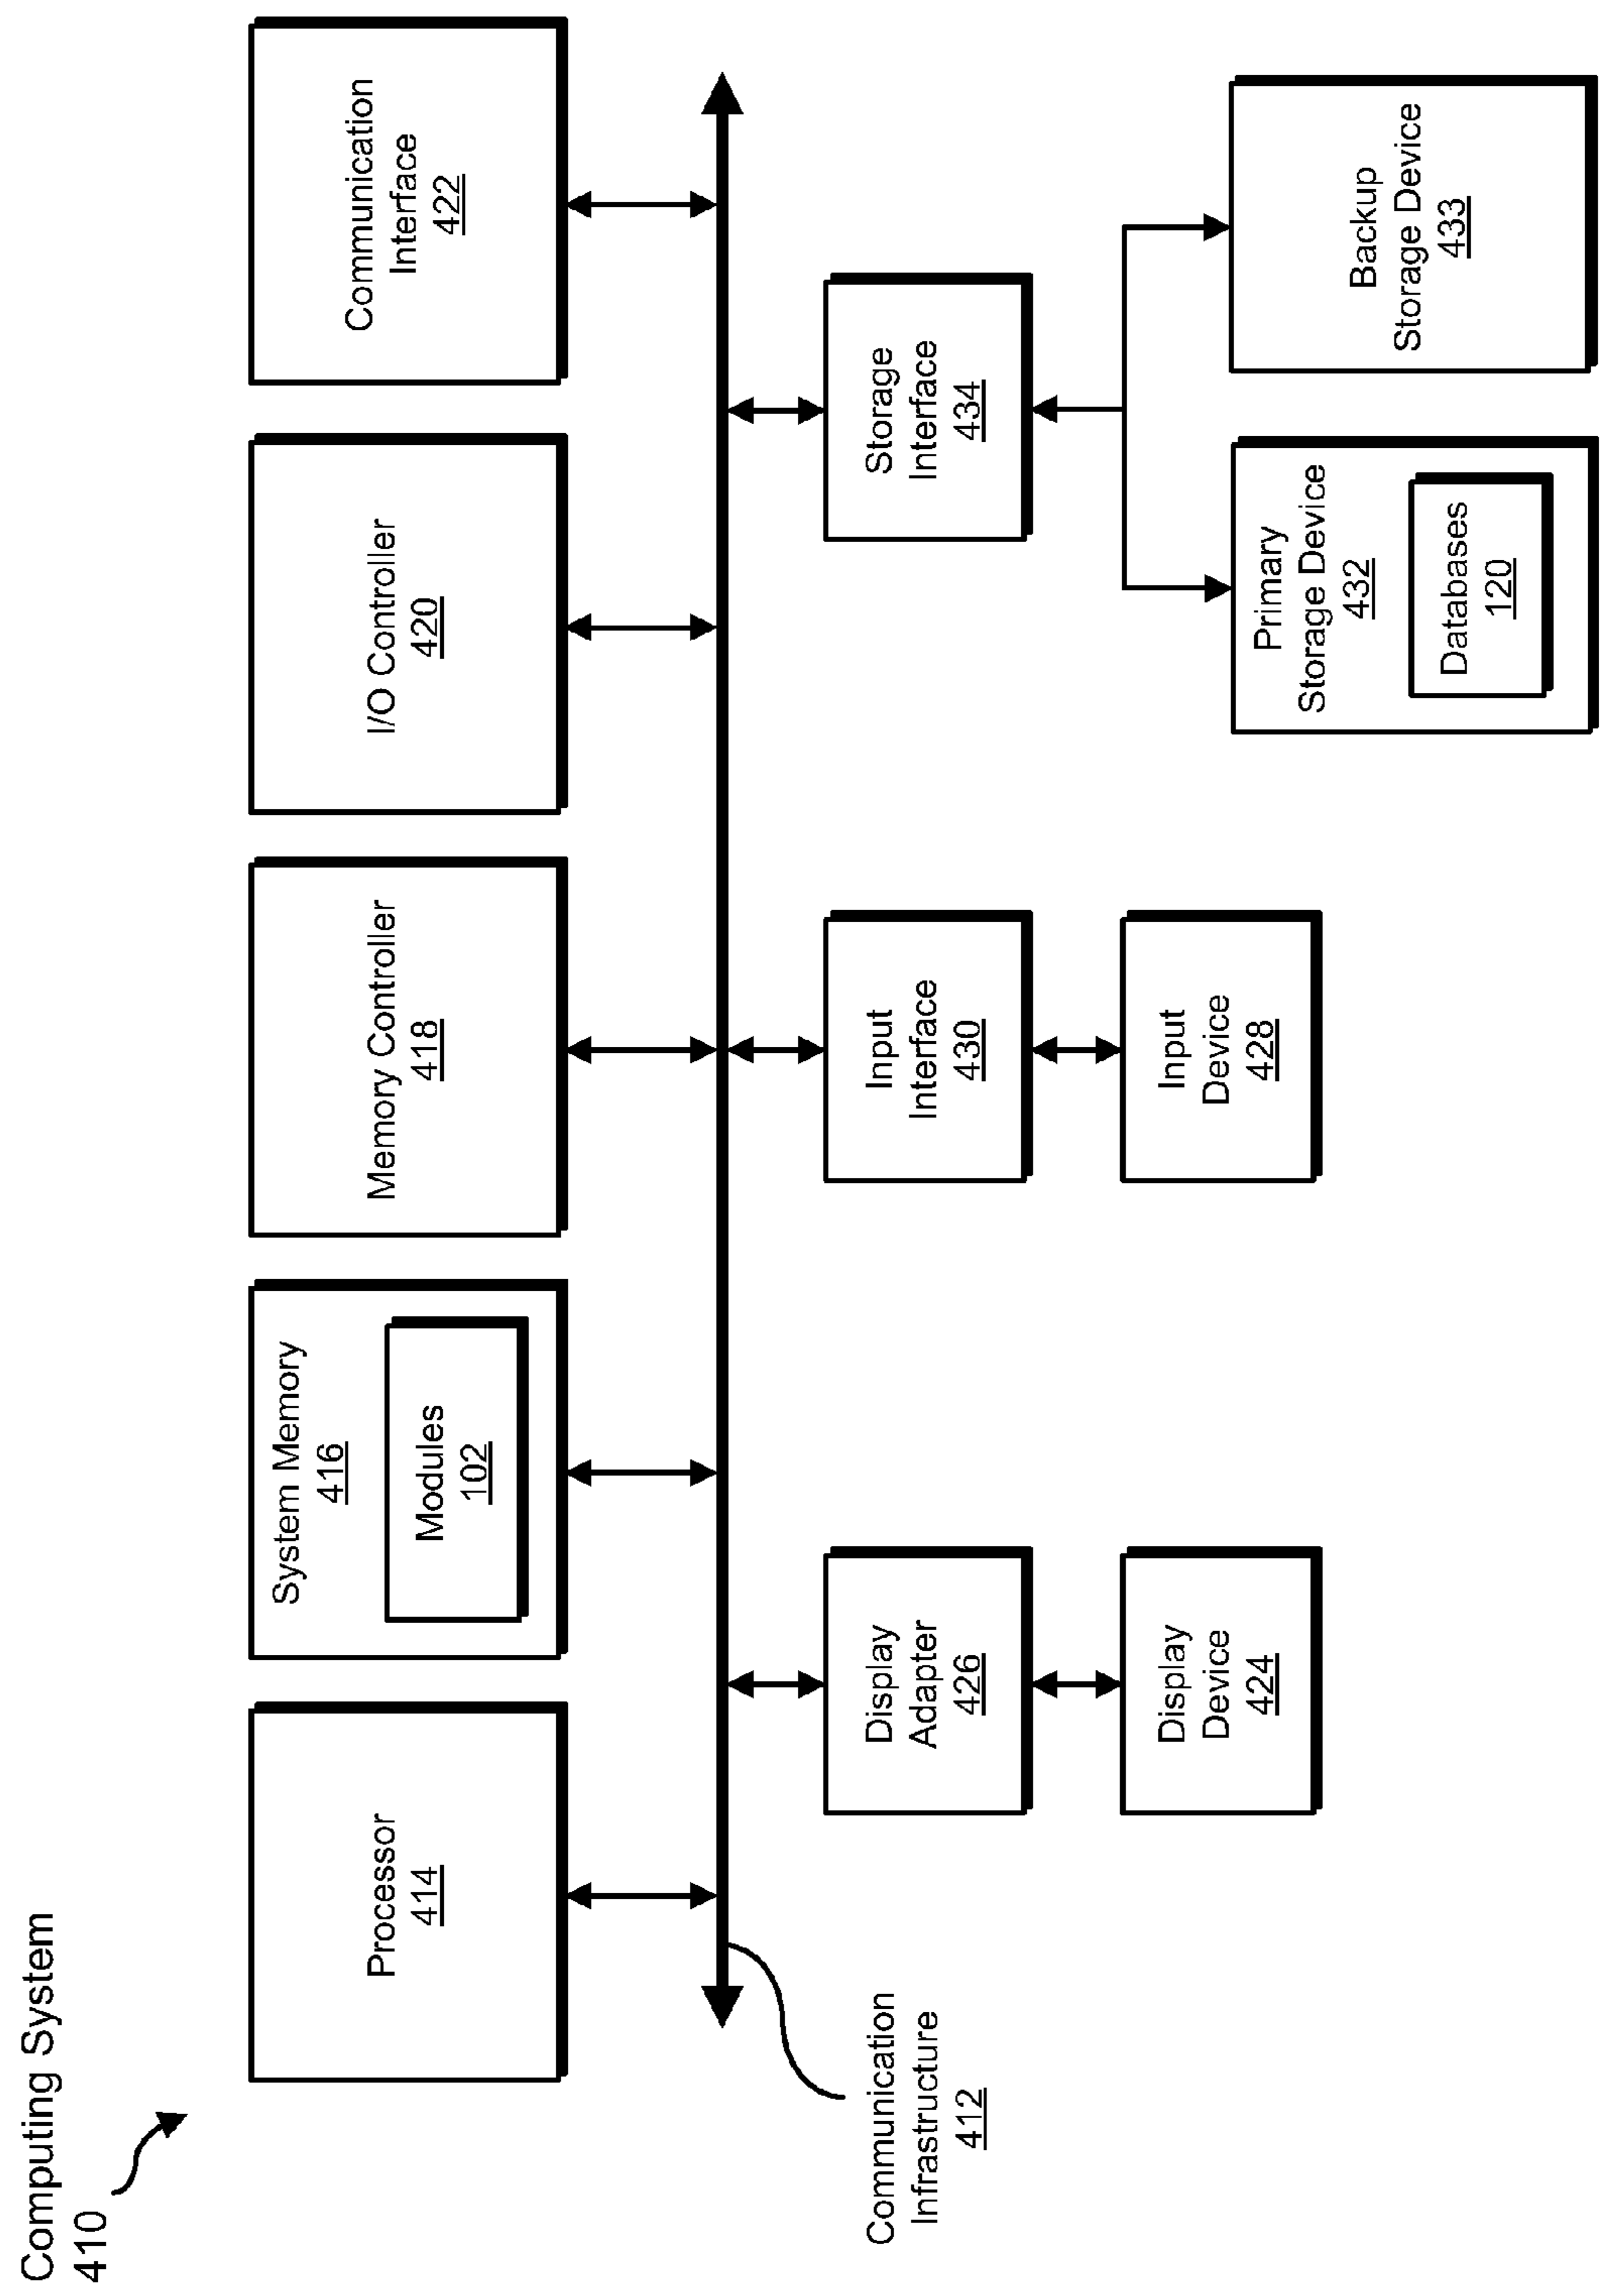 Computing System
410
Processor
414
System Memory
416
Modules
102
Memory Controller
418
I/O Controller
420
Communication
Interface
422
Communication
Infrastructure
412
Display
Adapter
426
Input
Interface
430
Storage
Interface
434
Display
Device
424
Input
Device
428
Primary
Storage Device
432
Databases
120
Backup
Storage Device
433